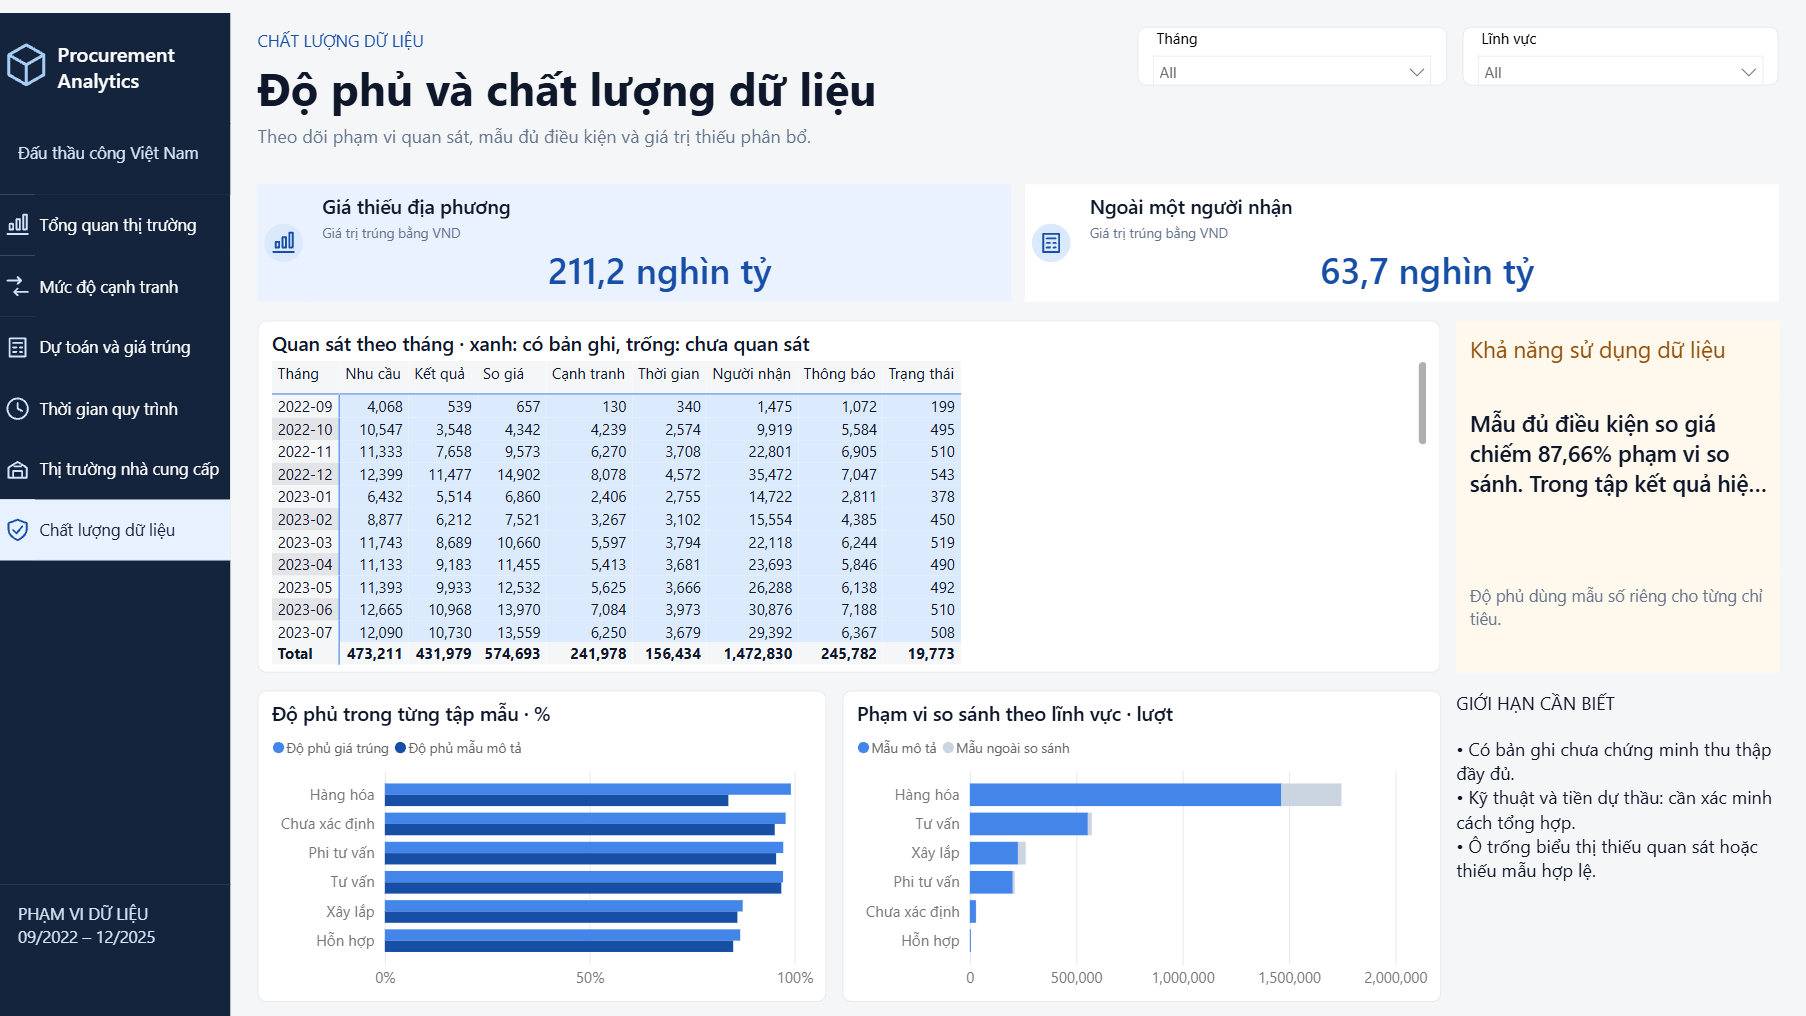 Procurement
Analytics
Đấu thầu công Việt Nam
Tổng quan thị trường
Mức độ cạnh tranh
Dự toán và giá trúng
Thời gian quy trình
Thị trường nhà cung cấp
Chất lượng dữ liệu
PHẠM VI DỮ LIỆU
09/2022 – 12/2025
CHẤT LƯỢNG DỮ LIỆU
Độ phủ và chất lượng dữ liệu
Theo dõi phạm vi quan sát, mẫu đủ điều kiện và giá trị thiếu phân bổ.
Tháng
All
Lĩnh vực
All
Giá thiếu địa phương
Giá trị trúng bằng VND
211,2 nghìn tỷ
Ngoài một người nhận
Giá trị trúng bằng VND
63,7 nghìn tỷ
Quan sát theo tháng · xanh: có bản ghi, trống: chưa quan sát
Tháng Nhu cầu Kết quả So giá Cạnh tranh Thời gian Người nhận Thông báo Trạng thái
2022-09 4,068 539 657 130 340 1,475 1,072 199
2022-10 10,547 3,548 4,342 4,239 2,574 9,919 5,584 495
2022-11 11,333 7,658 9,573 6,270 3,708 22,801 6,905 510
2022-12 12,399 11,477 14,902 8,078 4,572 35,472 7,047 543
2023-01 6,432 5,514 6,860 2,406 2,755 14,722 2,811 378
2023-02 8,877 6,212 7,521 3,267 3,102 15,554 4,385 450
2023-03 11,743 8,689 10,660 5,597 3,794 22,118 6,244 519
2023-04 11,133 9,183 11,455 5,413 3,681 23,693 5,846 490
2023-05 11,393 9,933 12,532 5,625 3,666 26,288 6,138 492
2023-06 12,665 10,968 13,970 7,084 3,973 30,876 7,188 510
2023-07 12,090 10,730 13,559 6,250 3,679 29,392 6,367 508
Total 473,211 431,979 574,693 241,978 156,434 1,472,830 245,782 19,773
Khả năng sử dụng dữ liệu
Mẫu đủ điều kiện so giá
chiếm 87,66% phạm vi so
sánh. Trong tập kết quả hiệ...
Độ phủ dùng mẫu số riêng cho từng chỉ
tiêu.
Độ phủ trong từng tập mẫu · %
Độ phủ giá trúng Độ phủ mẫu mô tả
Hàng hóa
Chưa xác định
Phi tư vấn
Tư vấn
Xây lắp
Hỗn hợp
0% 50% 100%
Phạm vi so sánh theo lĩnh vực · lượt
Mẫu mô tả Mẫu ngoài so sánh
Hàng hóa
Tư vấn
Xây lắp
Phi tư vấn
Chưa xác định
Hỗn hợp
0 500,000 1,000,000 1,500,000 2,000,000
GIỚI HẠN CẦN BIẾT
• Có bản ghi chưa chứng minh thu thập
đầy đủ.
• Kỹ thuật và tiền dự thầu: cần xác minh
cách tổng hợp.
• Ô trống biểu thị thiếu quan sát hoặc
thiếu mẫu hợp lệ.